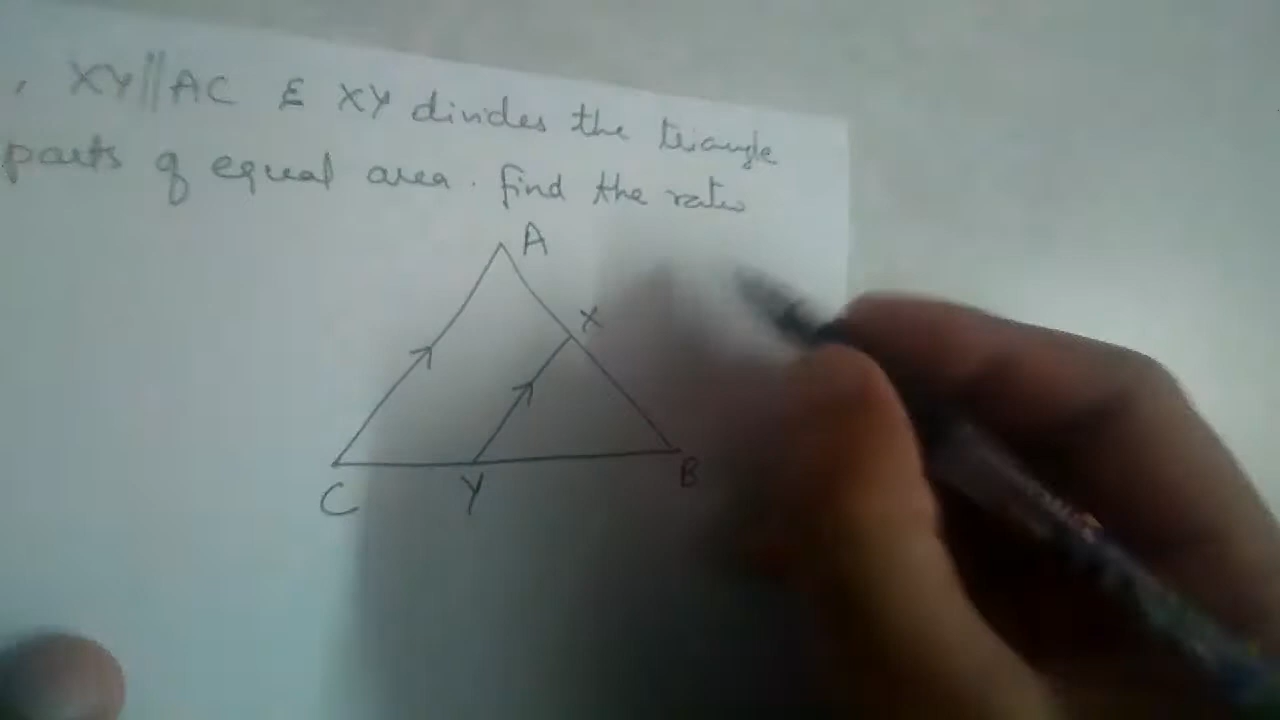 , XY||AC & XY divides the triangle
parts of equal area. find the ratio
A
X
C
Y
B